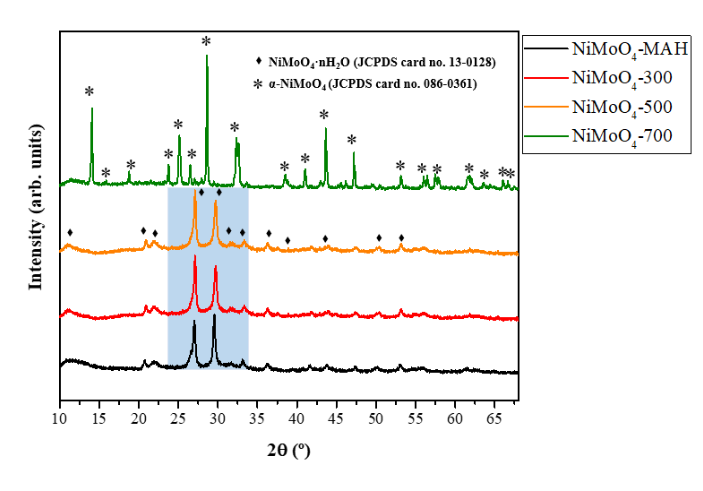 ♦ NiMoO₄·nH₂O (JCPDS card no. 13-0128)
* α-NiMoO₄ (JCPDS card no. 086-0361)
NiMoO₄-MAH
NiMoO₄-300
NiMoO₄-500
NiMoO₄-700
Intensity (arb. units)
10 15 20 25 30 35 40 45 50 55 60 65
2θ (º)